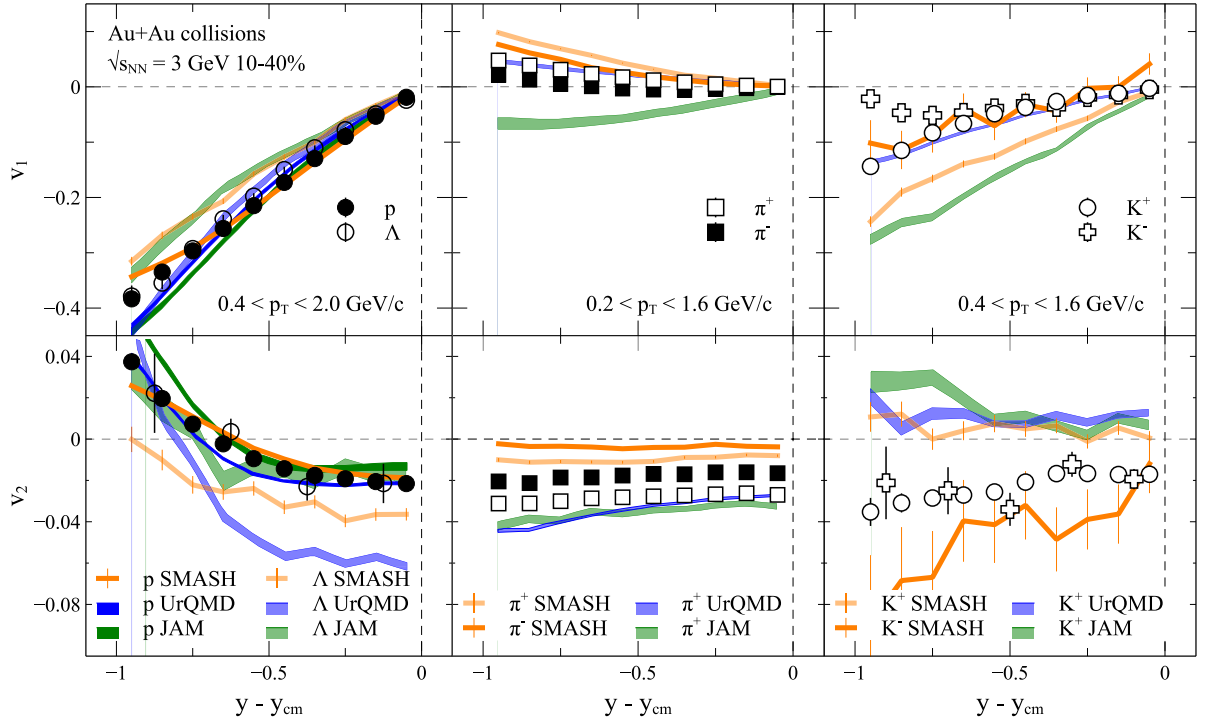 Au+Au collisions
√sNN = 3 GeV 10-40%
0
−0.2
−0.4
v1
p
Λ
0.4 < pT < 2.0 GeV/c
π+
π-
0.2 < pT < 1.6 GeV/c
K+
K-
0.4 < pT < 1.6 GeV/c
0.04
0
−0.04
−0.08
v2
p SMASH Λ SMASH
p UrQMD Λ UrQMD
p JAM Λ JAM
π+ SMASH π+ UrQMD
π- SMASH π+ JAM
K+ SMASH K+ UrQMD
K- SMASH K+ JAM
−1 −0.5 0 −1 −0.5 0 −1 −0.5 0
y - ycm y - ycm y - ycm